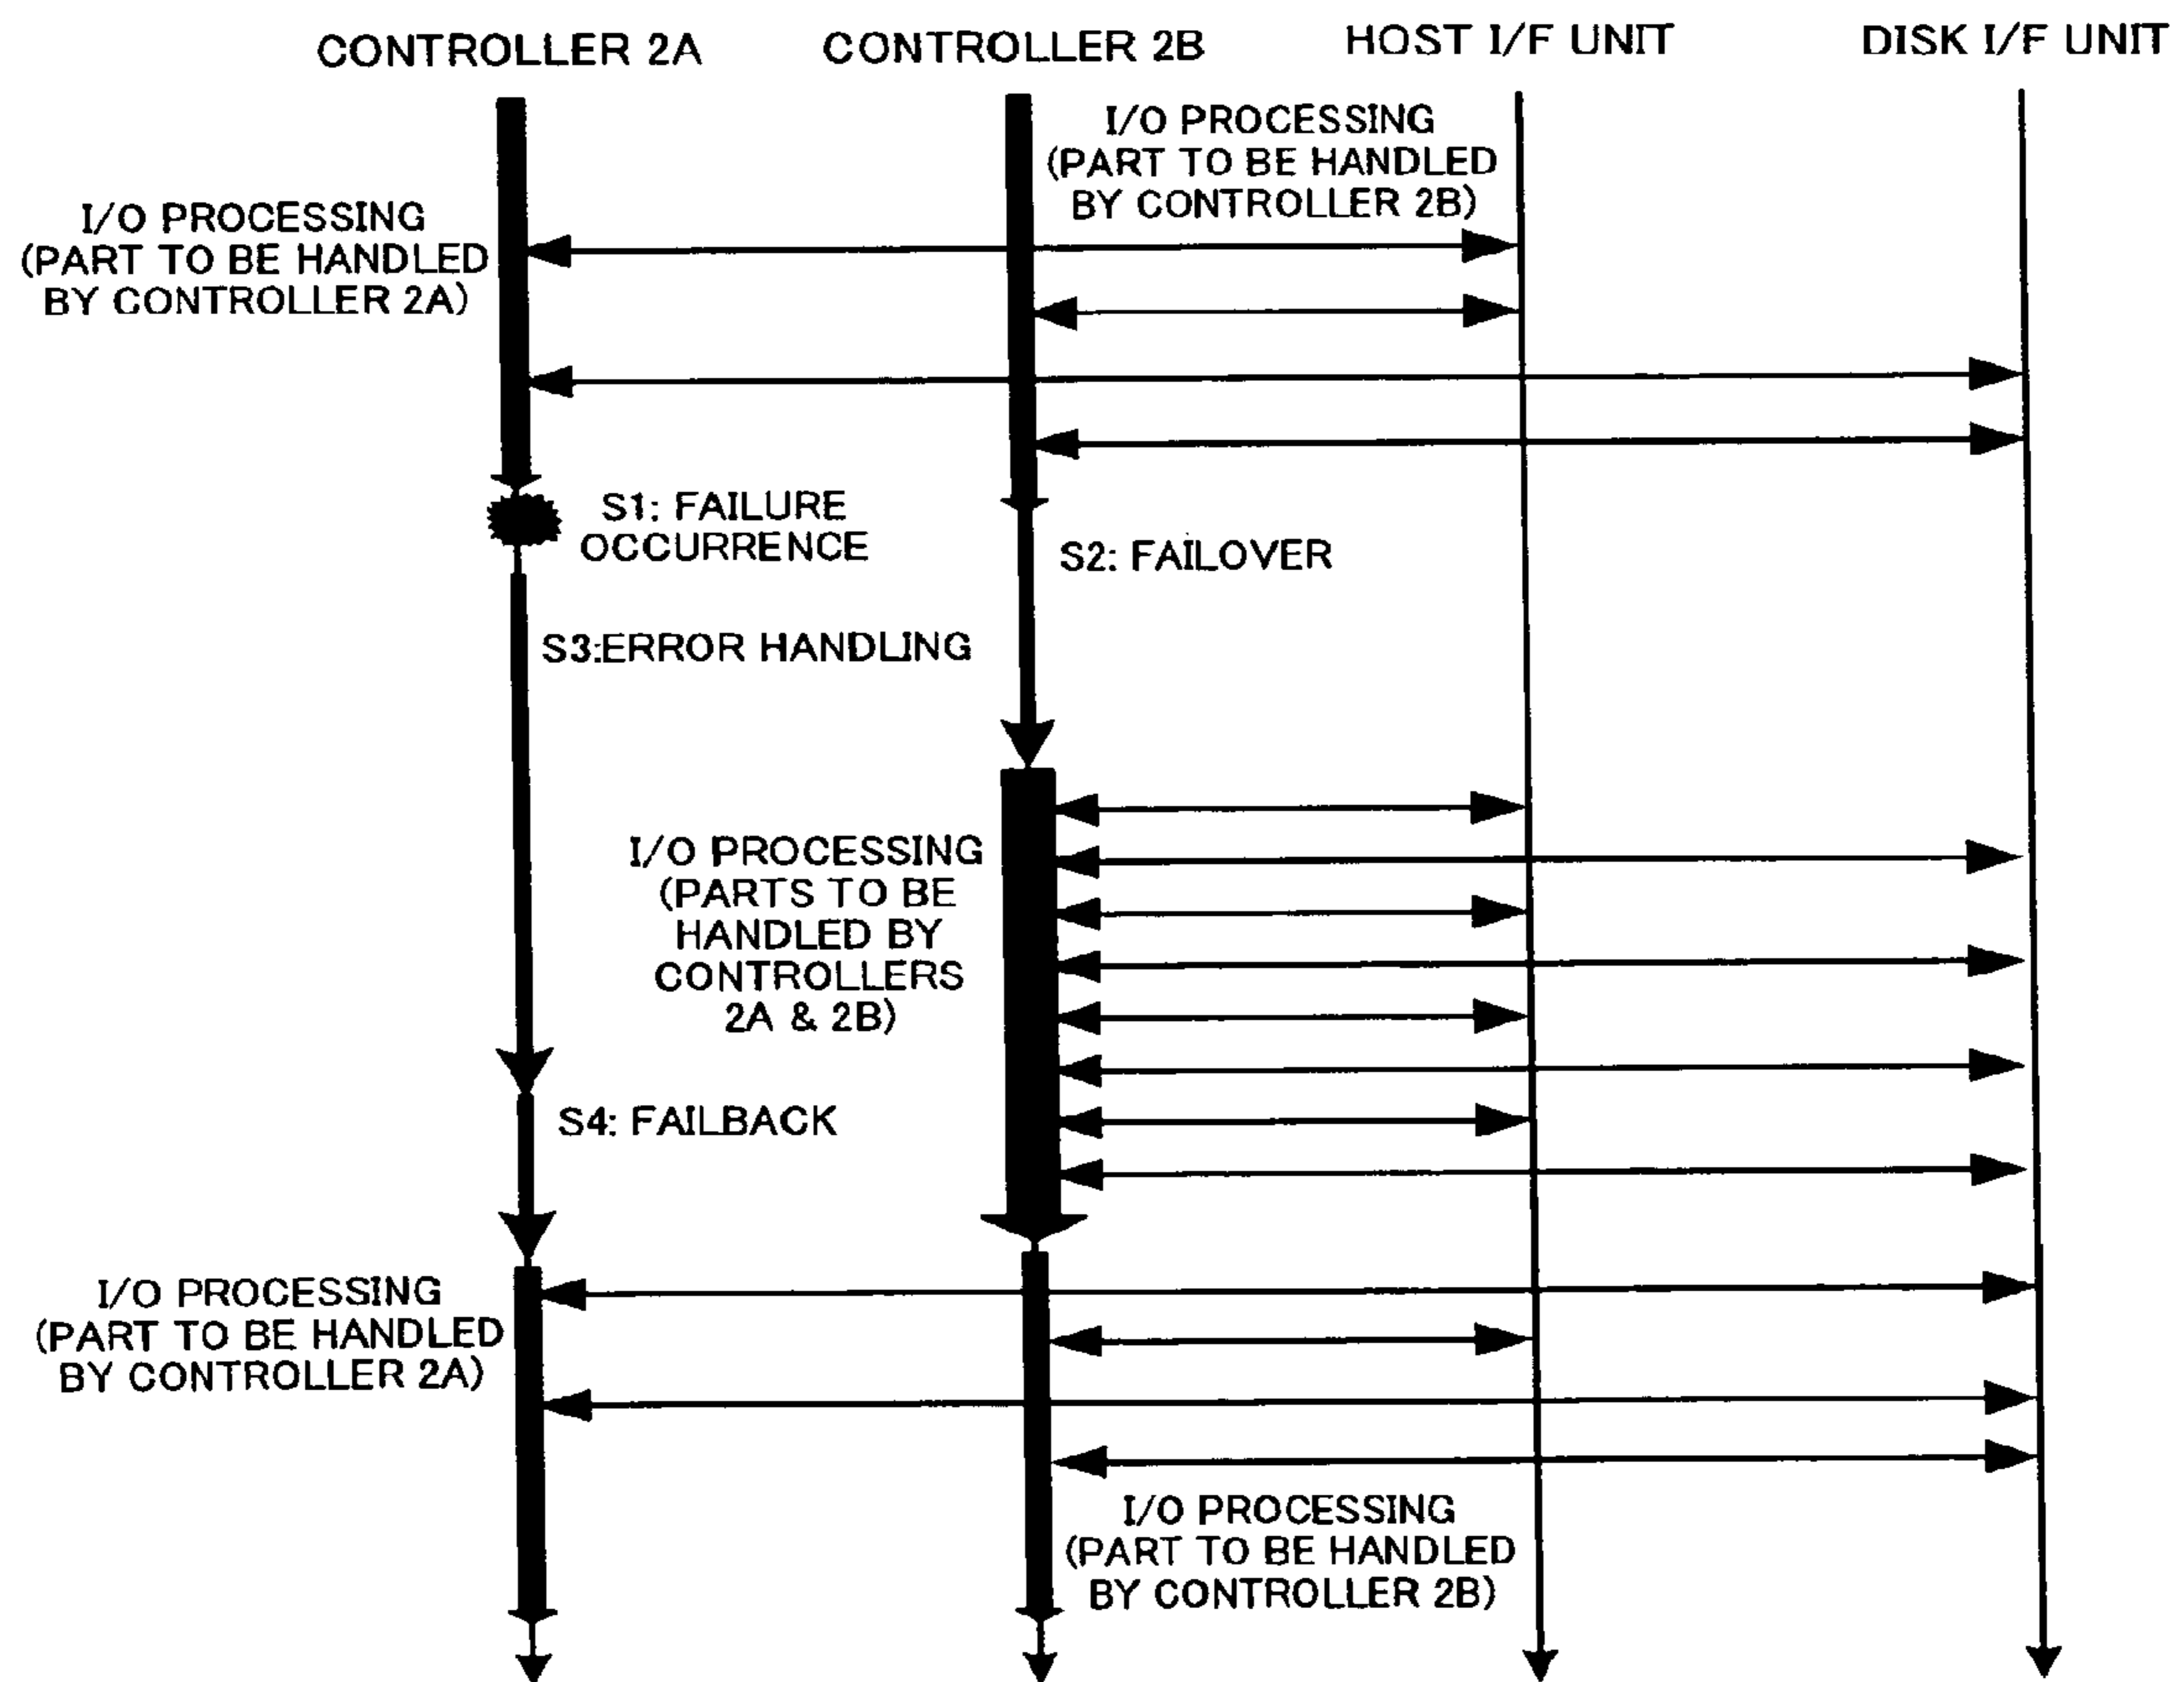 CONTROLLER 2A
CONTROLLER 2B
HOST I/F UNIT
DISK I/F UNIT
I/O PROCESSING
(PART TO BE HANDLED
BY CONTROLLER 2B)
I/O PROCESSING
(PART TO BE HANDLED
BY CONTROLLER 2A)
S1: FAILURE
OCCURRENCE
S2: FAILOVER
S3:ERROR HANDLING
I/O PROCESSING
(PARTS TO BE
HANDLED BY
CONTROLLERS
2A & 2B)
S4: FAILBACK
I/O PROCESSING
(PART TO BE HANDLED
BY CONTROLLER 2A)
I/O PROCESSING
(PART TO BE HANDLED
BY CONTROLLER 2B)